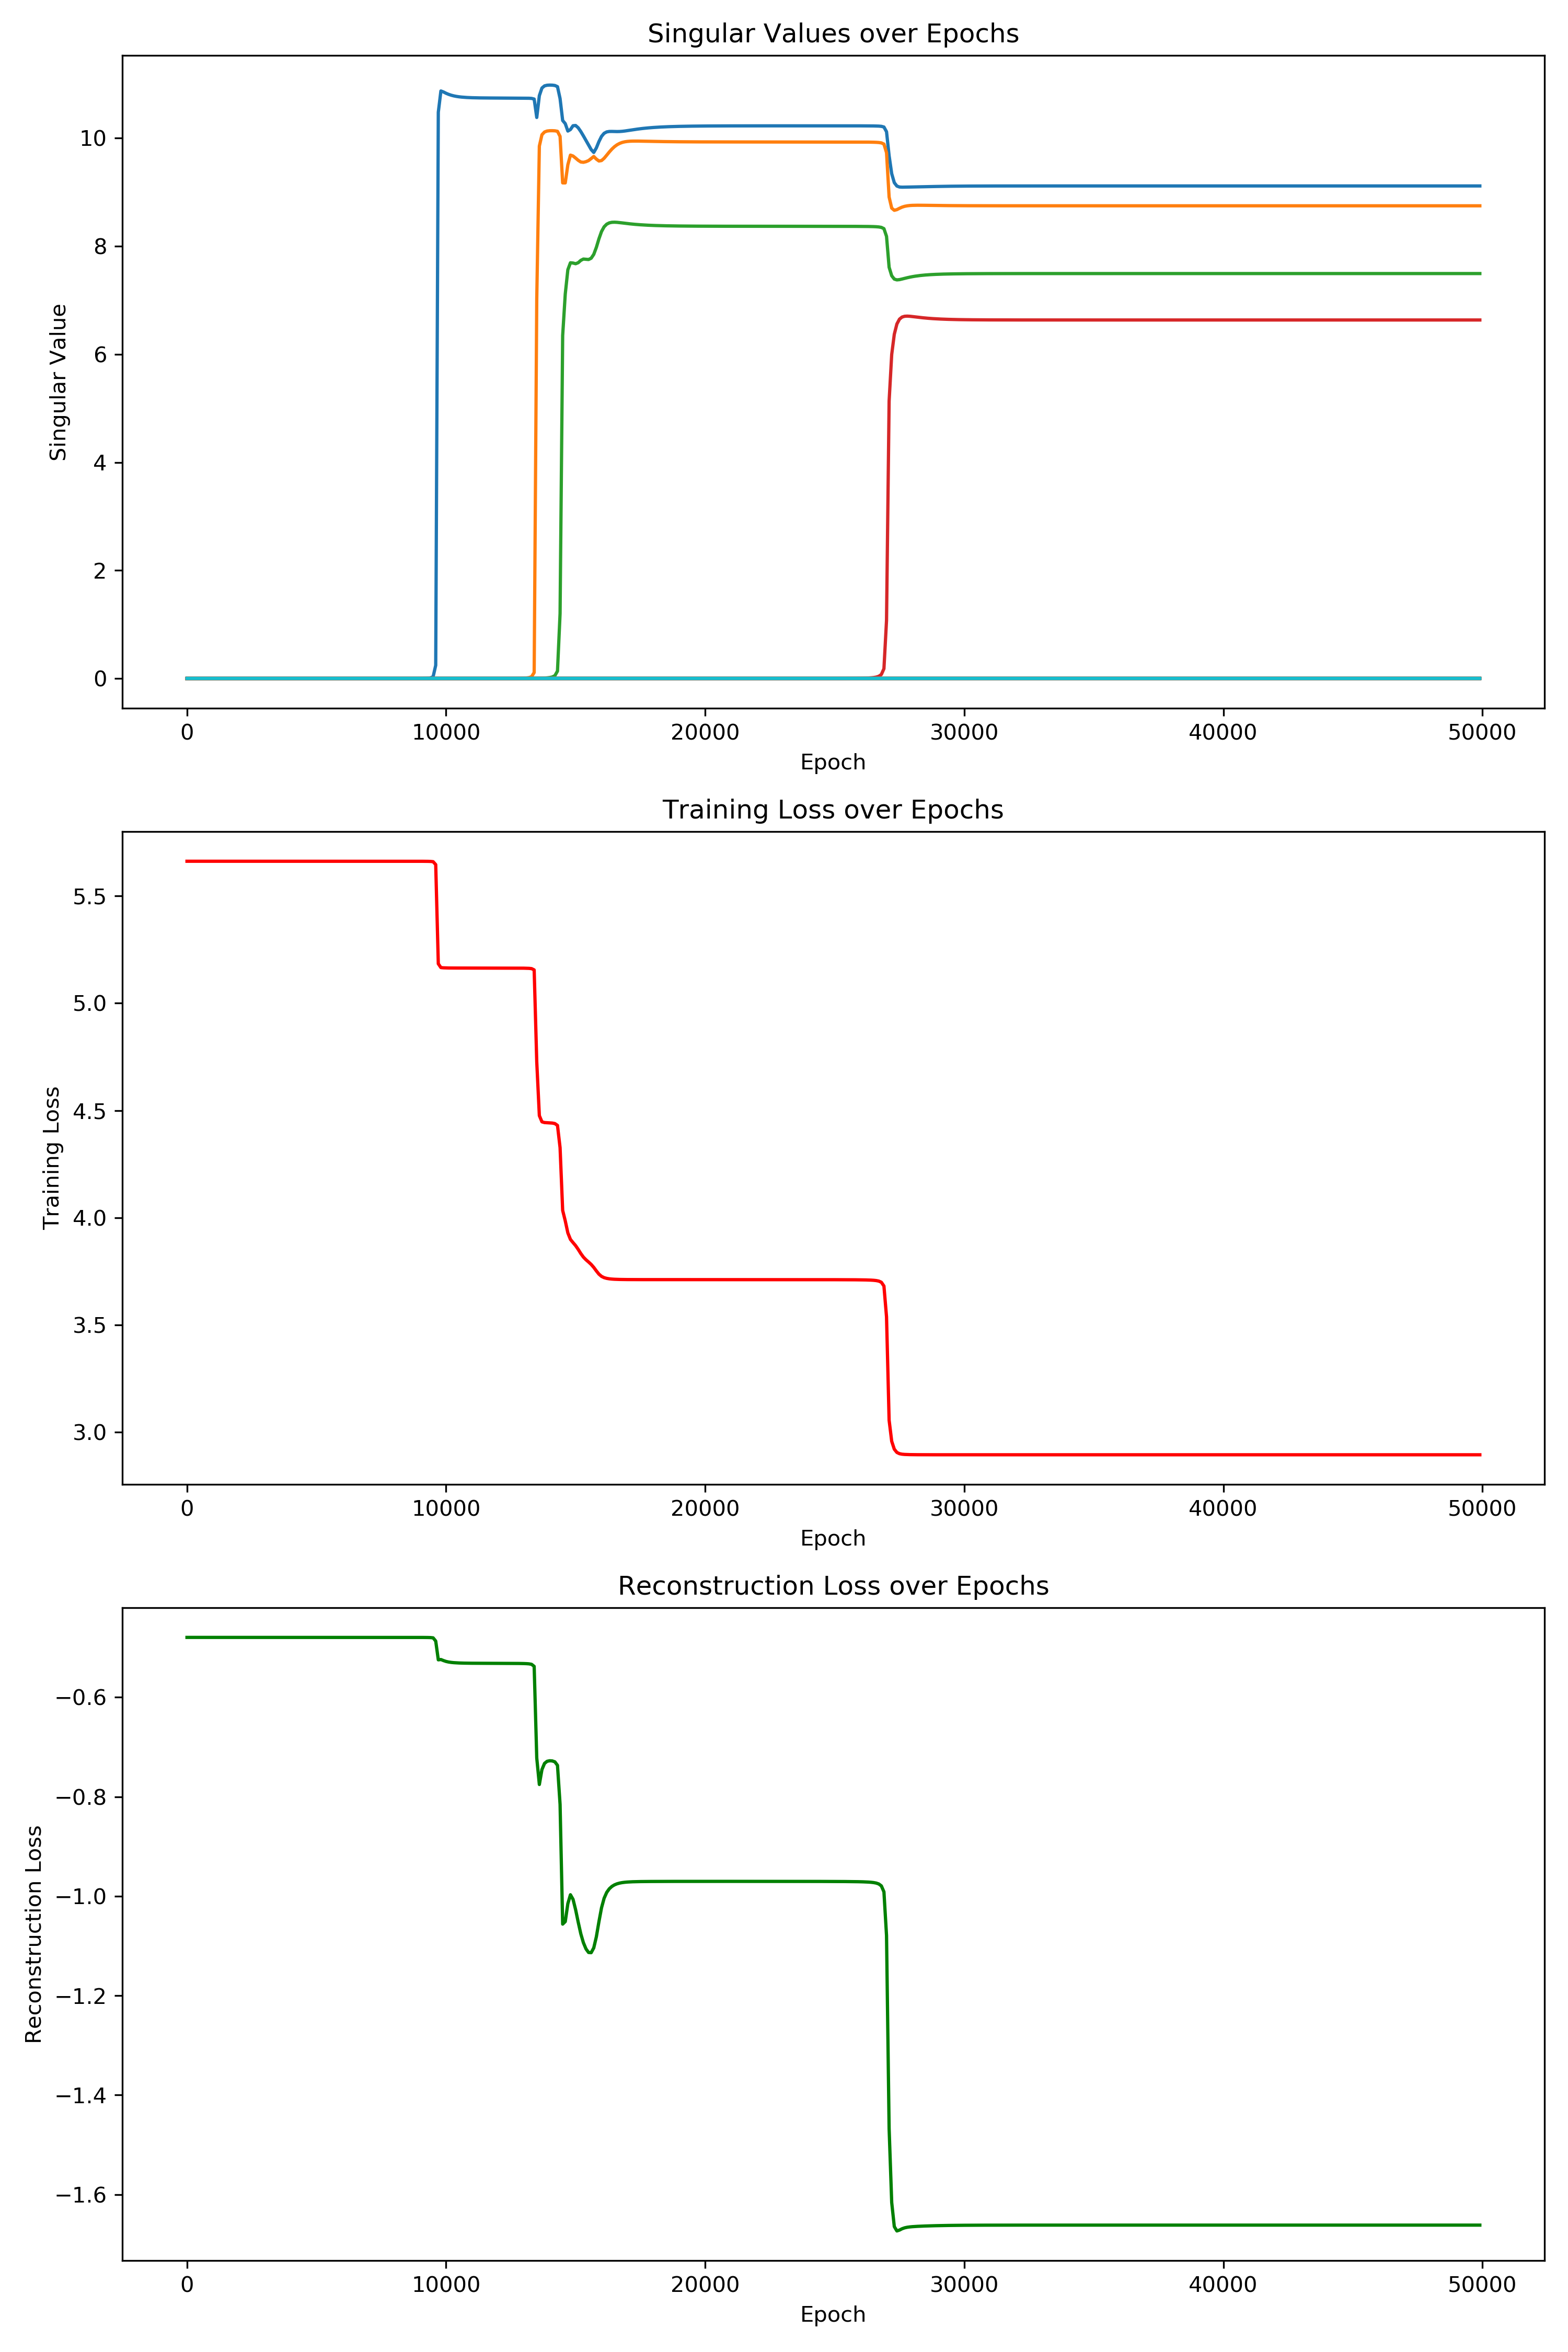 Singular Values over Epochs
Singular Value
10
8
6
4
2
0
0 10000 20000 30000 40000 50000
Epoch
Training Loss over Epochs
Training Loss
5.5
5.0
4.5
4.0
3.5
3.0
0 10000 20000 30000 40000 50000
Epoch
Reconstruction Loss over Epochs
Reconstruction Loss
−0.6
−0.8
−1.0
−1.2
−1.4
−1.6
0 10000 20000 30000 40000 50000
Epoch